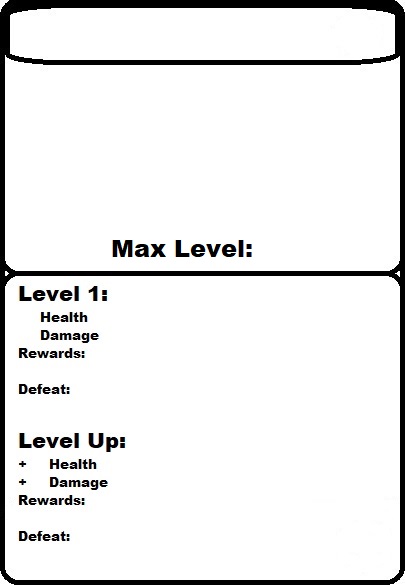 Max Level:
Level 1:
Health
Damage
Rewards:
Defeat:
Level Up:
+ Health
+ Damage
Rewards:
Defeat: